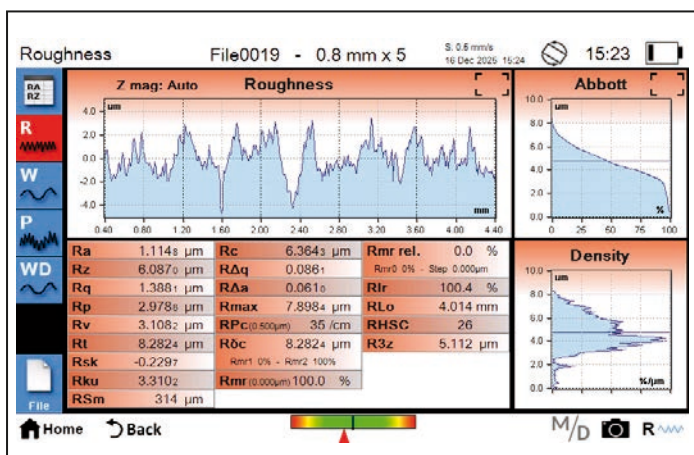 Roughness File0019 - 0.8 mm x 5 S. 0.5 mm/s 15:23
16 Dec 2025 15:24
RA
RZ
R
W
P
WD
File
Z mag: Auto Roughness
µm
4.0
2.0
0.0
-2.0
-4.0
mm
0.40 0.80 1.20 1.60 2.00 2.40 2.80 3.20 3.60 4.00 4.40
Abbott
10.0 µm
8.0
6.0
4.0
2.0
0.0 %
0 25 50 75 100
Ra 1.1148 µm Rc 6.3643 µm Rmr rel. 0.0 %
Rz 6.0870 µm RΔq 0.0861 Rmr0 0% - Step 0.000µm
Rq 1.3881 µm RΔa 0.0610 Rlr 100.4 %
Rp 2.9788 µm Rmax 7.8984 µm RLo 4.014 mm
Rv 3.1082 µm RPc(0.500µm) 35 /cm RHSC 26
Rt 8.2824 µm Rδc 8.2824 µm R3z 5.112 µm
Rsk -0.2297 Rmr1 0% - Rmr2 100%
Rku 3.3102 Rmr(0.000µm) 100.0 %
RSm 314 µm
Density
10.0 µm
8.0
6.0
4.0
2.0
0.0 %/µm
Home Back M/D R